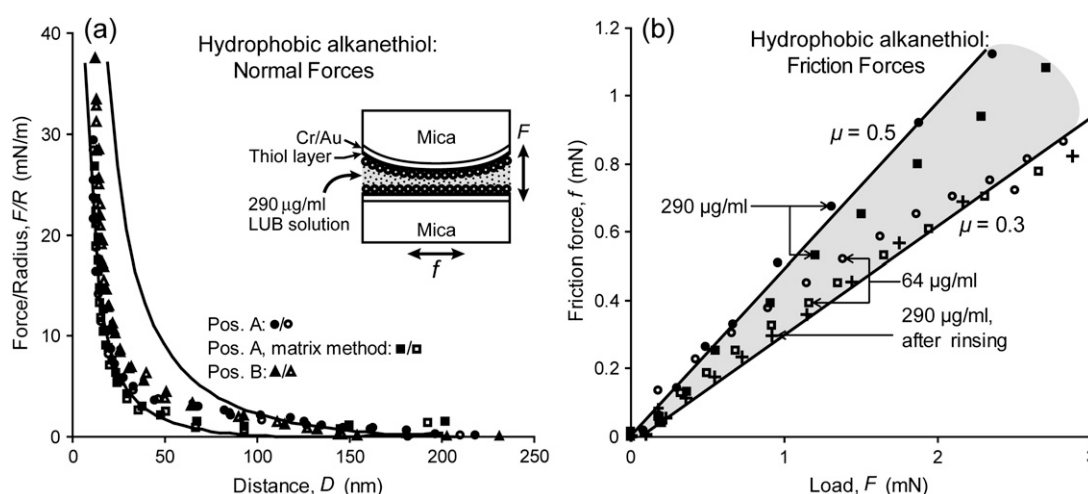 (a)
Hydrophobic alkanethiol:
Normal Forces
Force/Radius, F/R (mN/m)
40
30
20
10
0
Cr/Au
Thiol layer
290 µg/ml
LUB solution
Mica
Mica
F
f
Pos. A: ●/○
Pos. A, matrix method: ■/□
Pos. B: ▲/△
0 50 100 150 200 250 300
Distance, D (nm)
(b)
Hydrophobic alkanethiol:
Friction Forces
Friction force, f (mN)
1.2
1
0.8
0.6
0.4
0.2
0
µ = 0.5
290 µg/ml
µ = 0.3
64 µg/ml
290 µg/ml,
after rinsing
0 1 2 3
Load, F (mN)